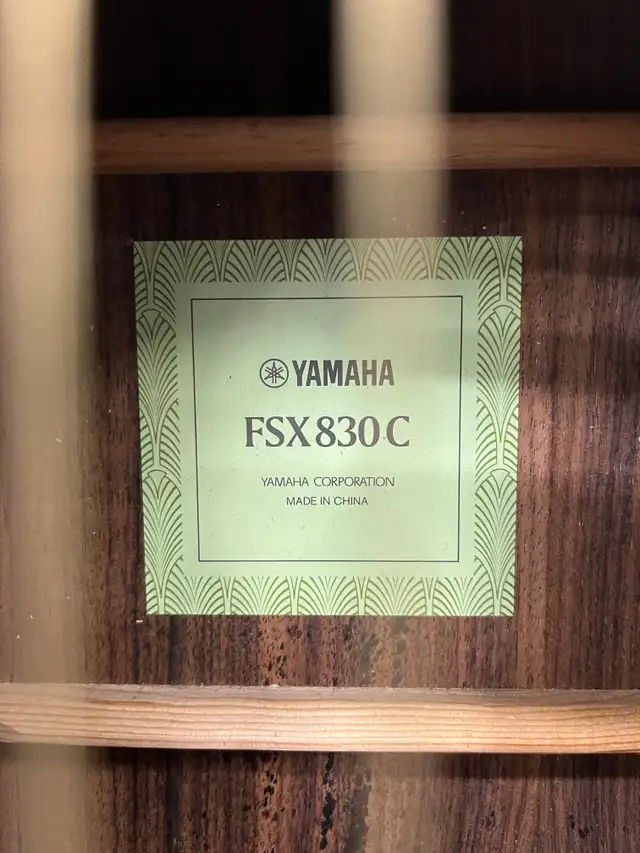 YAMAHA
FSX830C
YAMAHA CORPORATION
MADE IN CHINA